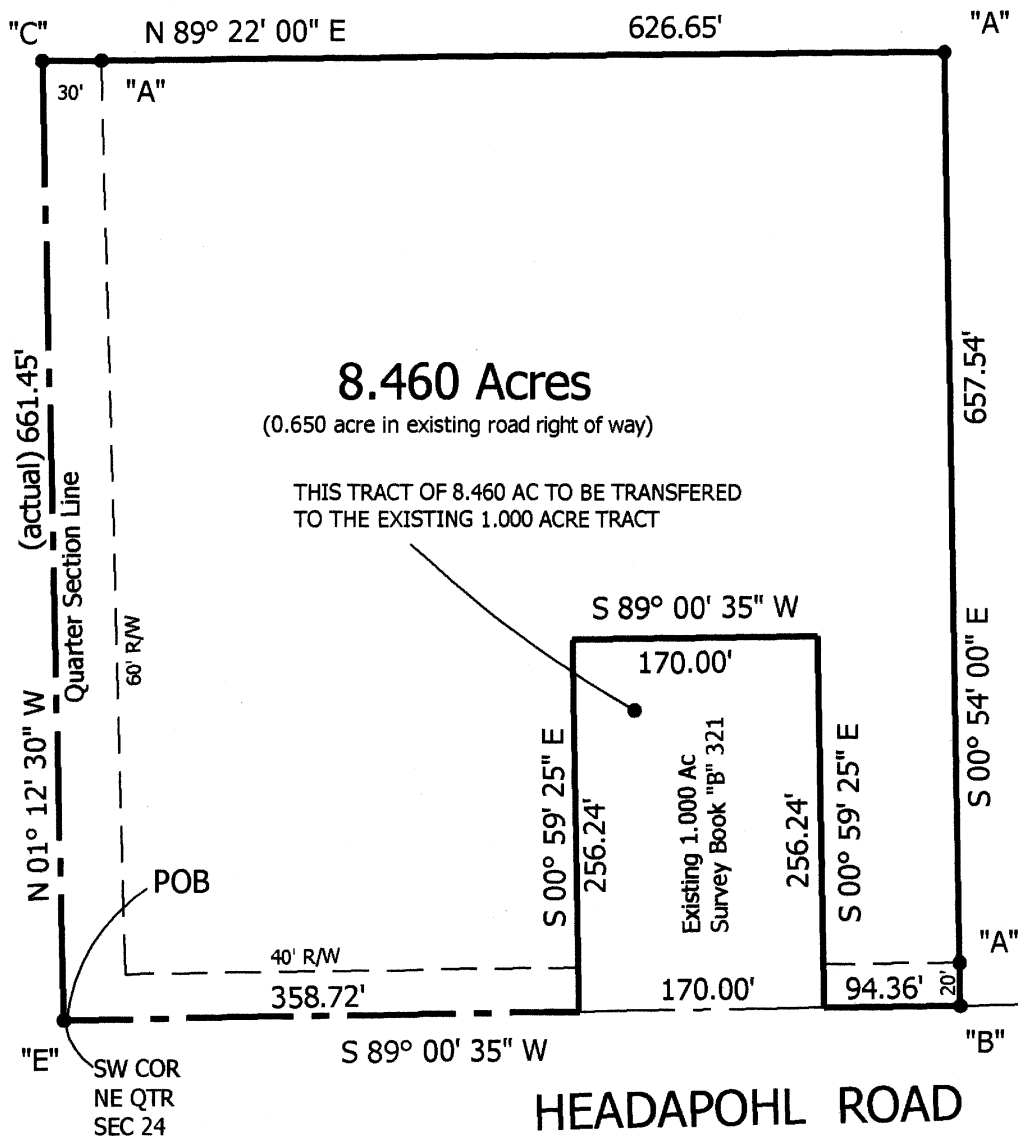 "C"
N 89° 22' 00" E
626.65'
"A"
30'
"A"
(actual) 661.45'
Quarter Section Line
N 01° 12' 30" W
60' R/W
8.460 Acres
(0.650 acre in existing road right of way)
THIS TRACT OF 8.460 AC TO BE TRANSFERED
TO THE EXISTING 1.000 ACRE TRACT
657.54'
S 00° 54' 00" E
S 89° 00' 35" W
170.00'
S 00° 59' 25" E
256.24'
Existing 1.000 Ac
Survey Book "B" 321
256.24'
S 00° 59' 25" E
POB
40' R/W
358.72'
170.00'
94.36'
20'
"A"
"B"
"E"
S 89° 00' 35" W
SW COR
NE QTR
SEC 24
HEADAPOHL ROAD